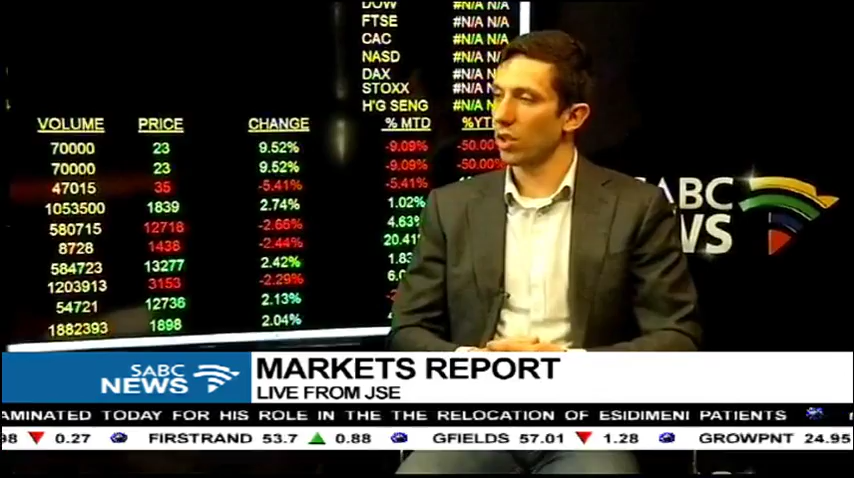 DOW #N/A N/
FTSE #N/A N/
CAC #N/A N/
NASD #N/A N/
DAX #N/A N/
STOXX #N/A N/
H'G SENG #N/A N/
VOLUME PRICE CHANGE % MTD %YT
70000 23 9.52% -9.09% -50.00%
70000 23 9.52% -9.09% -50.00%
47015 35 -5.41% -5.41%
1053500 1839 2.74% 1.02%
580715 12718 -2.66% 4.63%
8728 1438 -2.44% 20.41%
584723 13277 2.42% 1.83
1203913 3153 -2.29% 6.0
54721 12736 2.13%
1882393 1898 2.04%
SABC
NEWS
SABC
NEWS
MARKETS REPORT
LIVE FROM JSE
AMINATED TODAY FOR HIS ROLE IN THE THE RELOCATION OF ESIDIMENI PATIENTS
98 0.27 FIRSTRAND 53.7 0.88 GFIELDS 57.01 1.28 GROWPNT 24.95